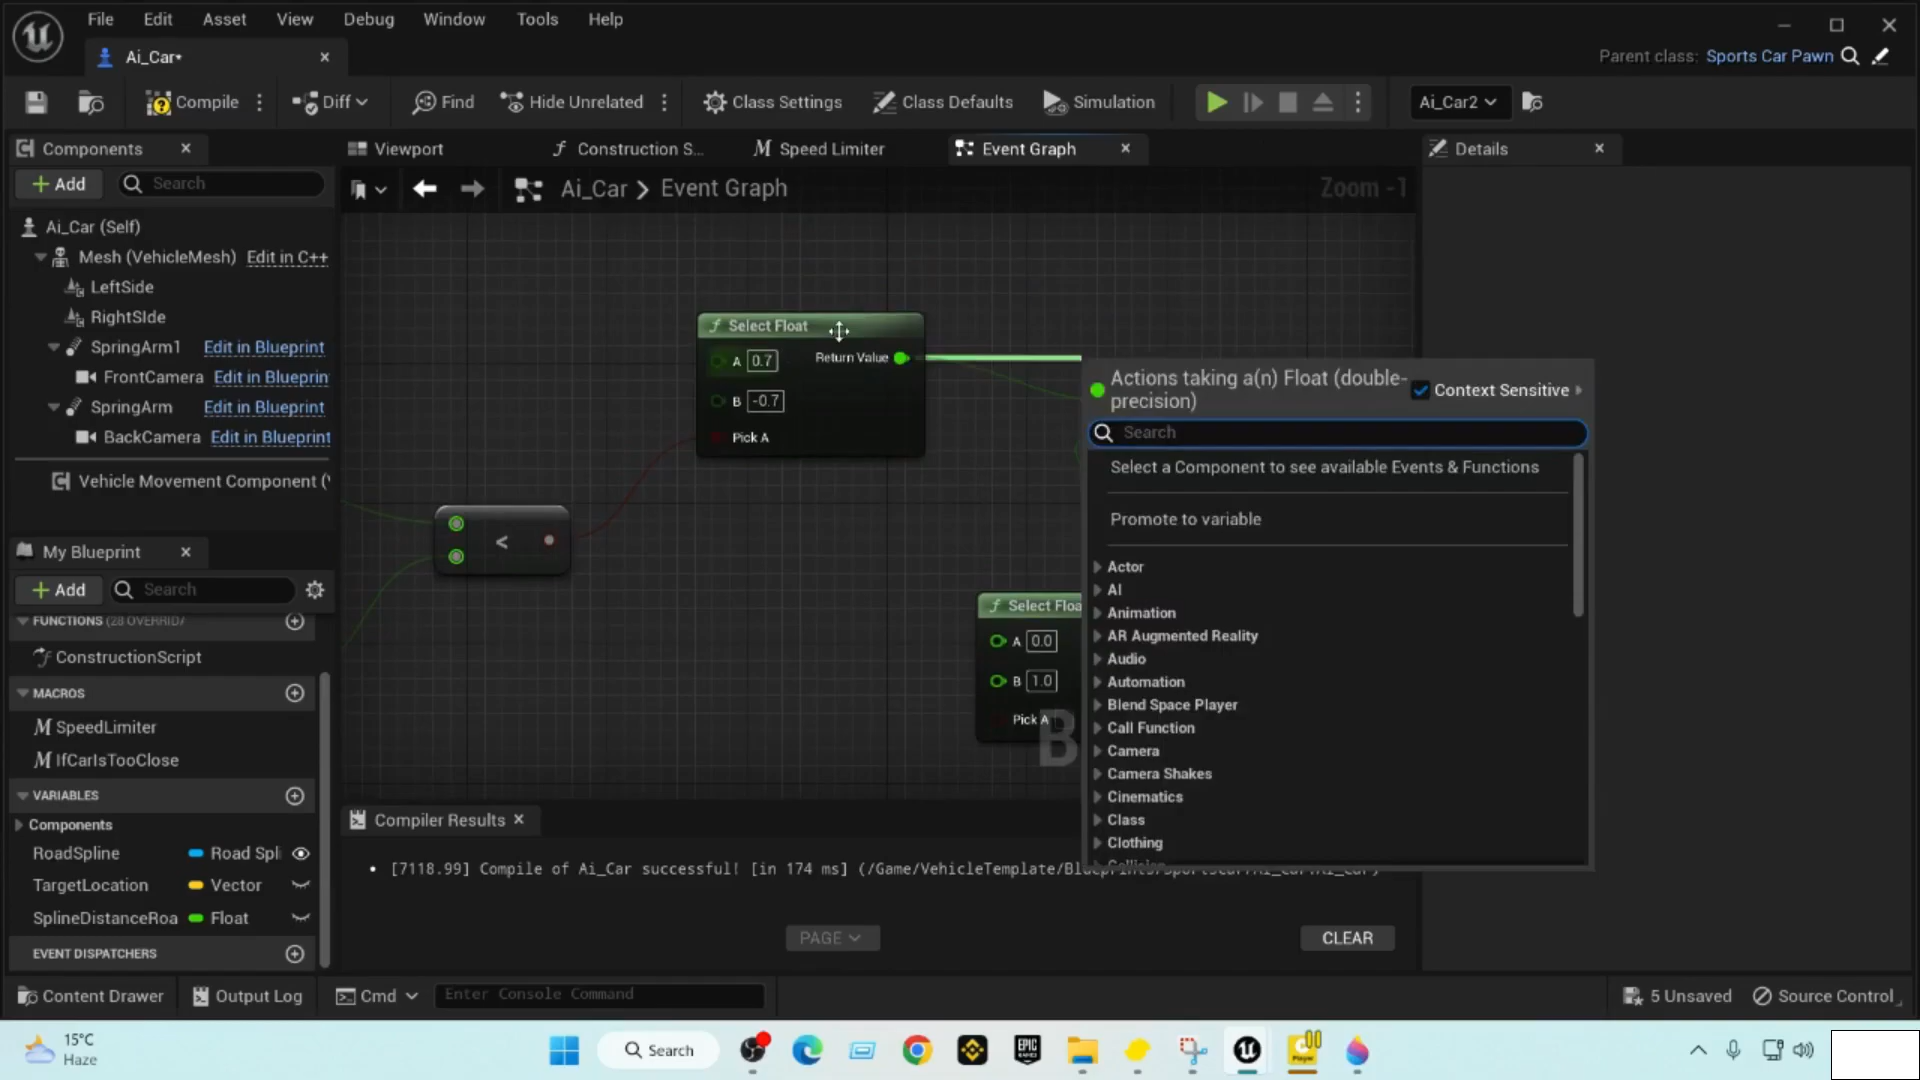 File Edit Asset View Debug Window Tools Help
Ai_Car•
Parent class: Sports Car Pawn
Compile Diff Find Hide Unrelated Class Settings Class Defaults Simulation Ai_Car2
Components
Viewport Construction S... Speed Limiter Event Graph
Details
Add Search
Ai_Car > Event Graph
Zoom -1
Ai_Car (Self)
Mesh (VehicleMesh) Edit in C++
LeftSide
RightSIde
SpringArm1 Edit in Blueprint
FrontCamera Edit in Blueprin
SpringArm Edit in Blueprint
BackCamera Edit in Blueprint
Vehicle Movement Component (
Select Float
A 0.7 Return Value
B -0.7
Pick A
<
Select Floa
A 0.0
B 1.0
Pick A
B
Actions taking a(n) Float (double-
precision)
Context Sensitive
Search
Select a Component to see available Events & Functions
Promote to variable
Actor
AI
Animation
AR Augmented Reality
Audio
Automation
Blend Space Player
Call Function
Camera
Camera Shakes
Cinematics
Class
Clothing
My Blueprint
Add Search
FUNCTIONS
ConstructionScript
MACROS
SpeedLimiter
IfCarIsTooClose
VARIABLES
Components
RoadSpline Road Spl
TargetLocation Vector
SplineDistanceRoa Float
EVENT DISPATCHERS
Compiler Results
[7118.99] Compile of Ai_Car successful! [in 174 ms]
PAGE
CLEAR
Content Drawer Output Log Cmd Enter Console Command
5 Unsaved Source Control
15°C
Haze
Search
EPIC
GAMES
Player